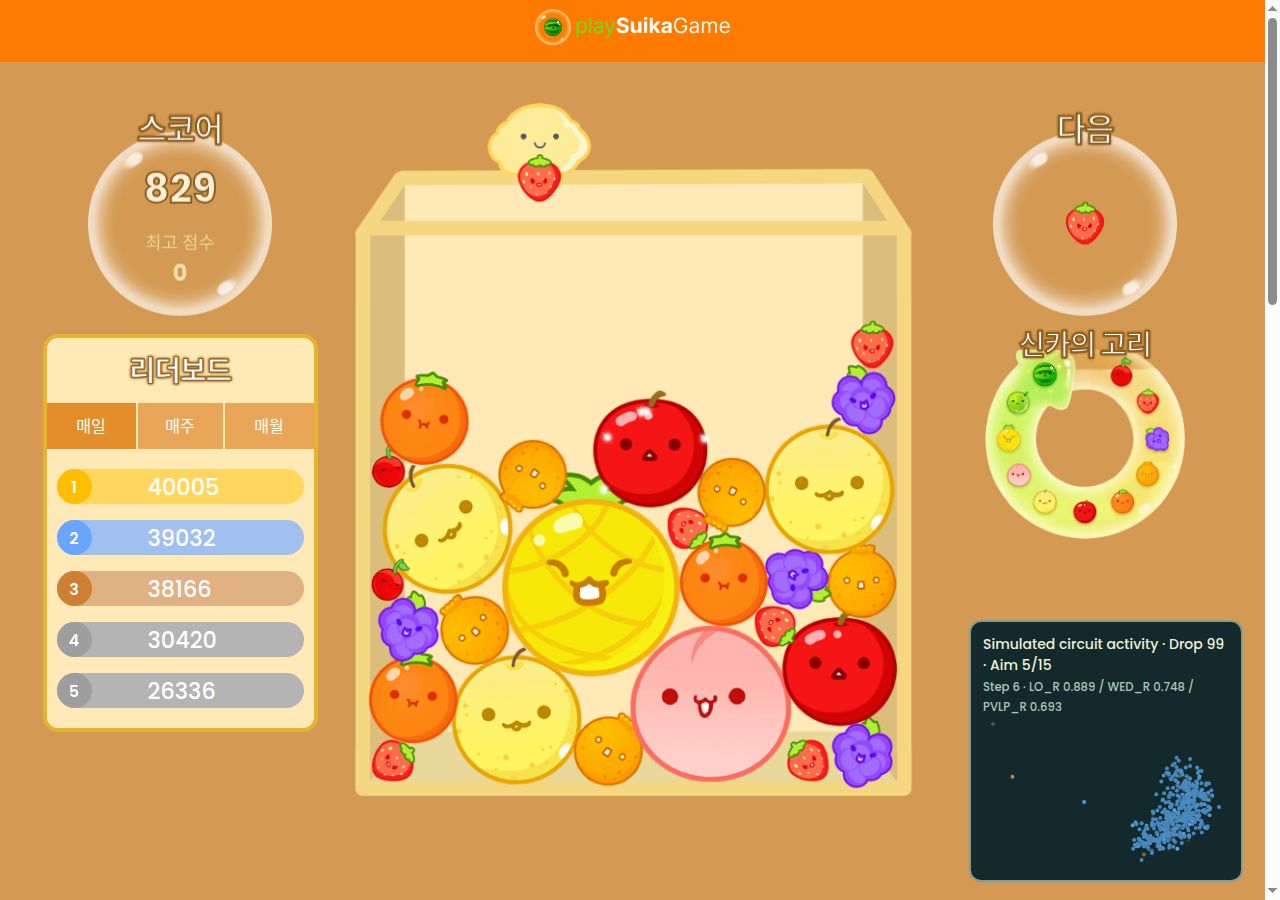 playSuikaGame
스코어
829
최고 점수
0
리더보드
매일 매주 매월
1 40005
2 39032
3 38166
4 30420
5 26336
다음
신카의 고리
Simulated circuit activity · Drop 99
· Aim 5/15
Step 6 · LO_R 0.889 / WED_R 0.748 /
PVLP_R 0.693